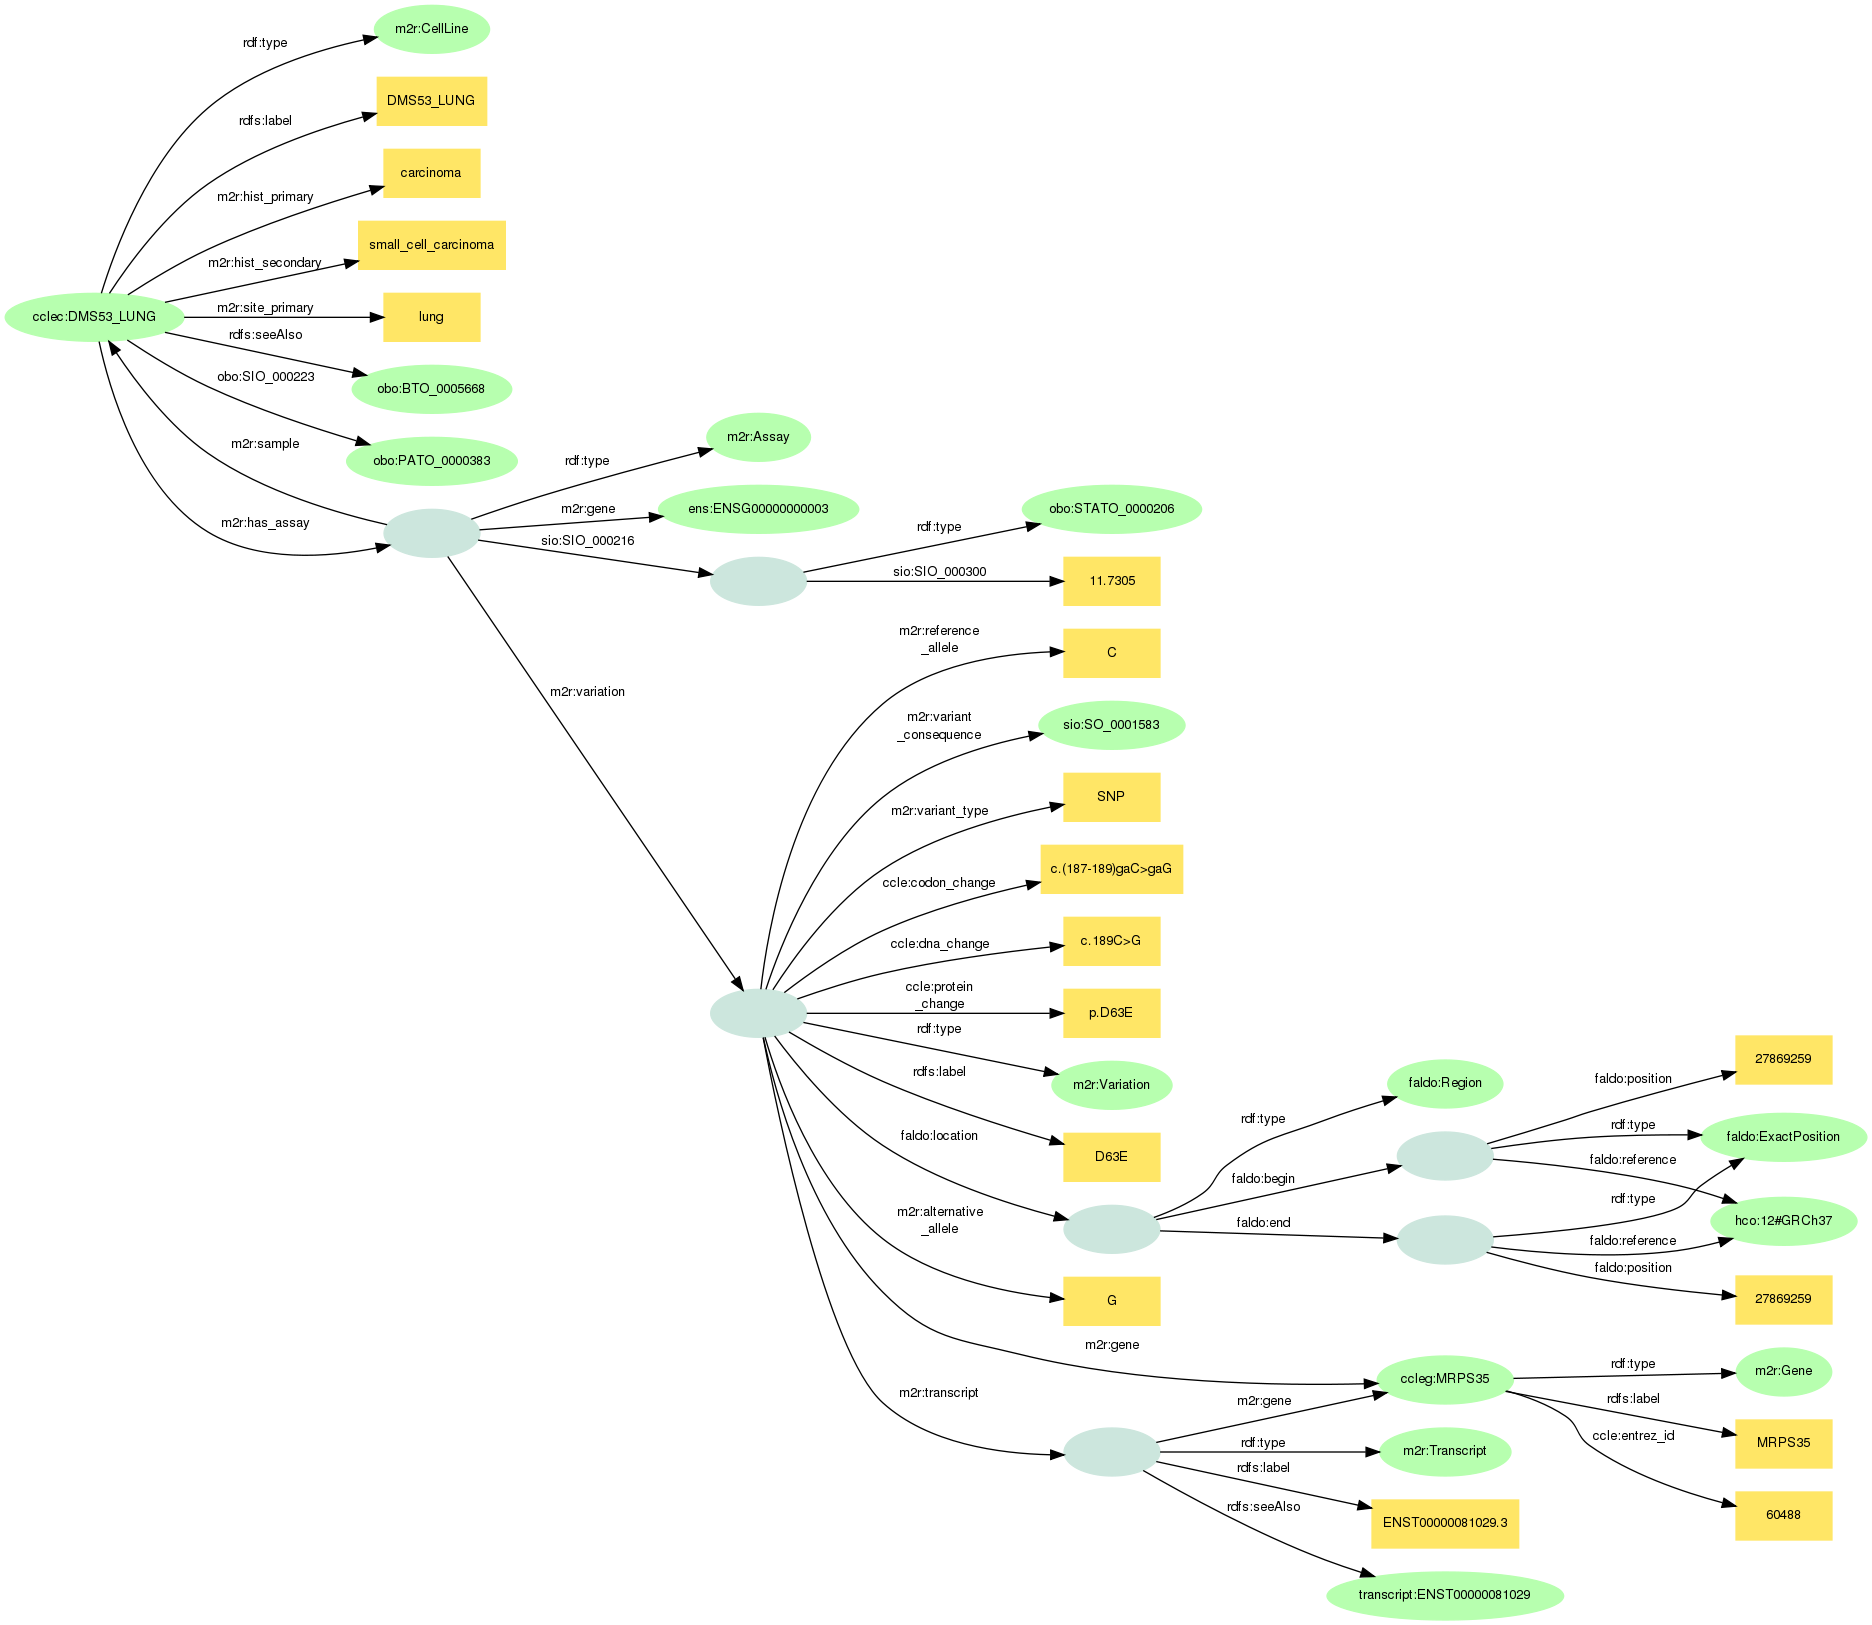 m2r:CellLine
rdf:type
DMS53_LUNG
rdfs:label
carcinoma
m2r:hist_primary
small_cell_carcinoma
m2r:hist_secondary
cclec:DMS53_LUNG
m2r:site_primary
lung
rdfs:seeAlso
obo:BTO_0005668
obo:SIO_000223
obo:PATO_0000383
m2r:sample
m2r:has_assay
m2r:Assay
rdf:type
m2r:gene
ens:ENSG00000000003
sio:SIO_000216
rdf:type
obo:STATO_0000206
sio:SIO_000300
11.7305
m2r:variation
m2r:reference
_allele
C
m2r:variant
_consequence
sio:SO_0001583
m2r:variant_type
SNP
ccle:codon_change
c.(187-189)gaC>gaG
ccle:dna_change
c.189C>G
ccle:protein
_change
p.D63E
rdf:type
m2r:Variation
rdfs:label
D63E
faldo:location
m2r:alternative
_allele
G
m2r:gene
m2r:transcript
rdf:type
faldo:Region
faldo:begin
faldo:end
faldo:position
27869259
rdf:type
faldo:ExactPosition
faldo:reference
rdf:type
hco:12#GRCh37
faldo:reference
faldo:position
27869259
m2r:gene
ccleg:MRPS35
rdf:type
m2r:Gene
rdfs:label
MRPS35
ccle:entrez_id
60488
rdf:type
m2r:Transcript
rdfs:label
ENST00000081029.3
rdfs:seeAlso
transcript:ENST00000081029